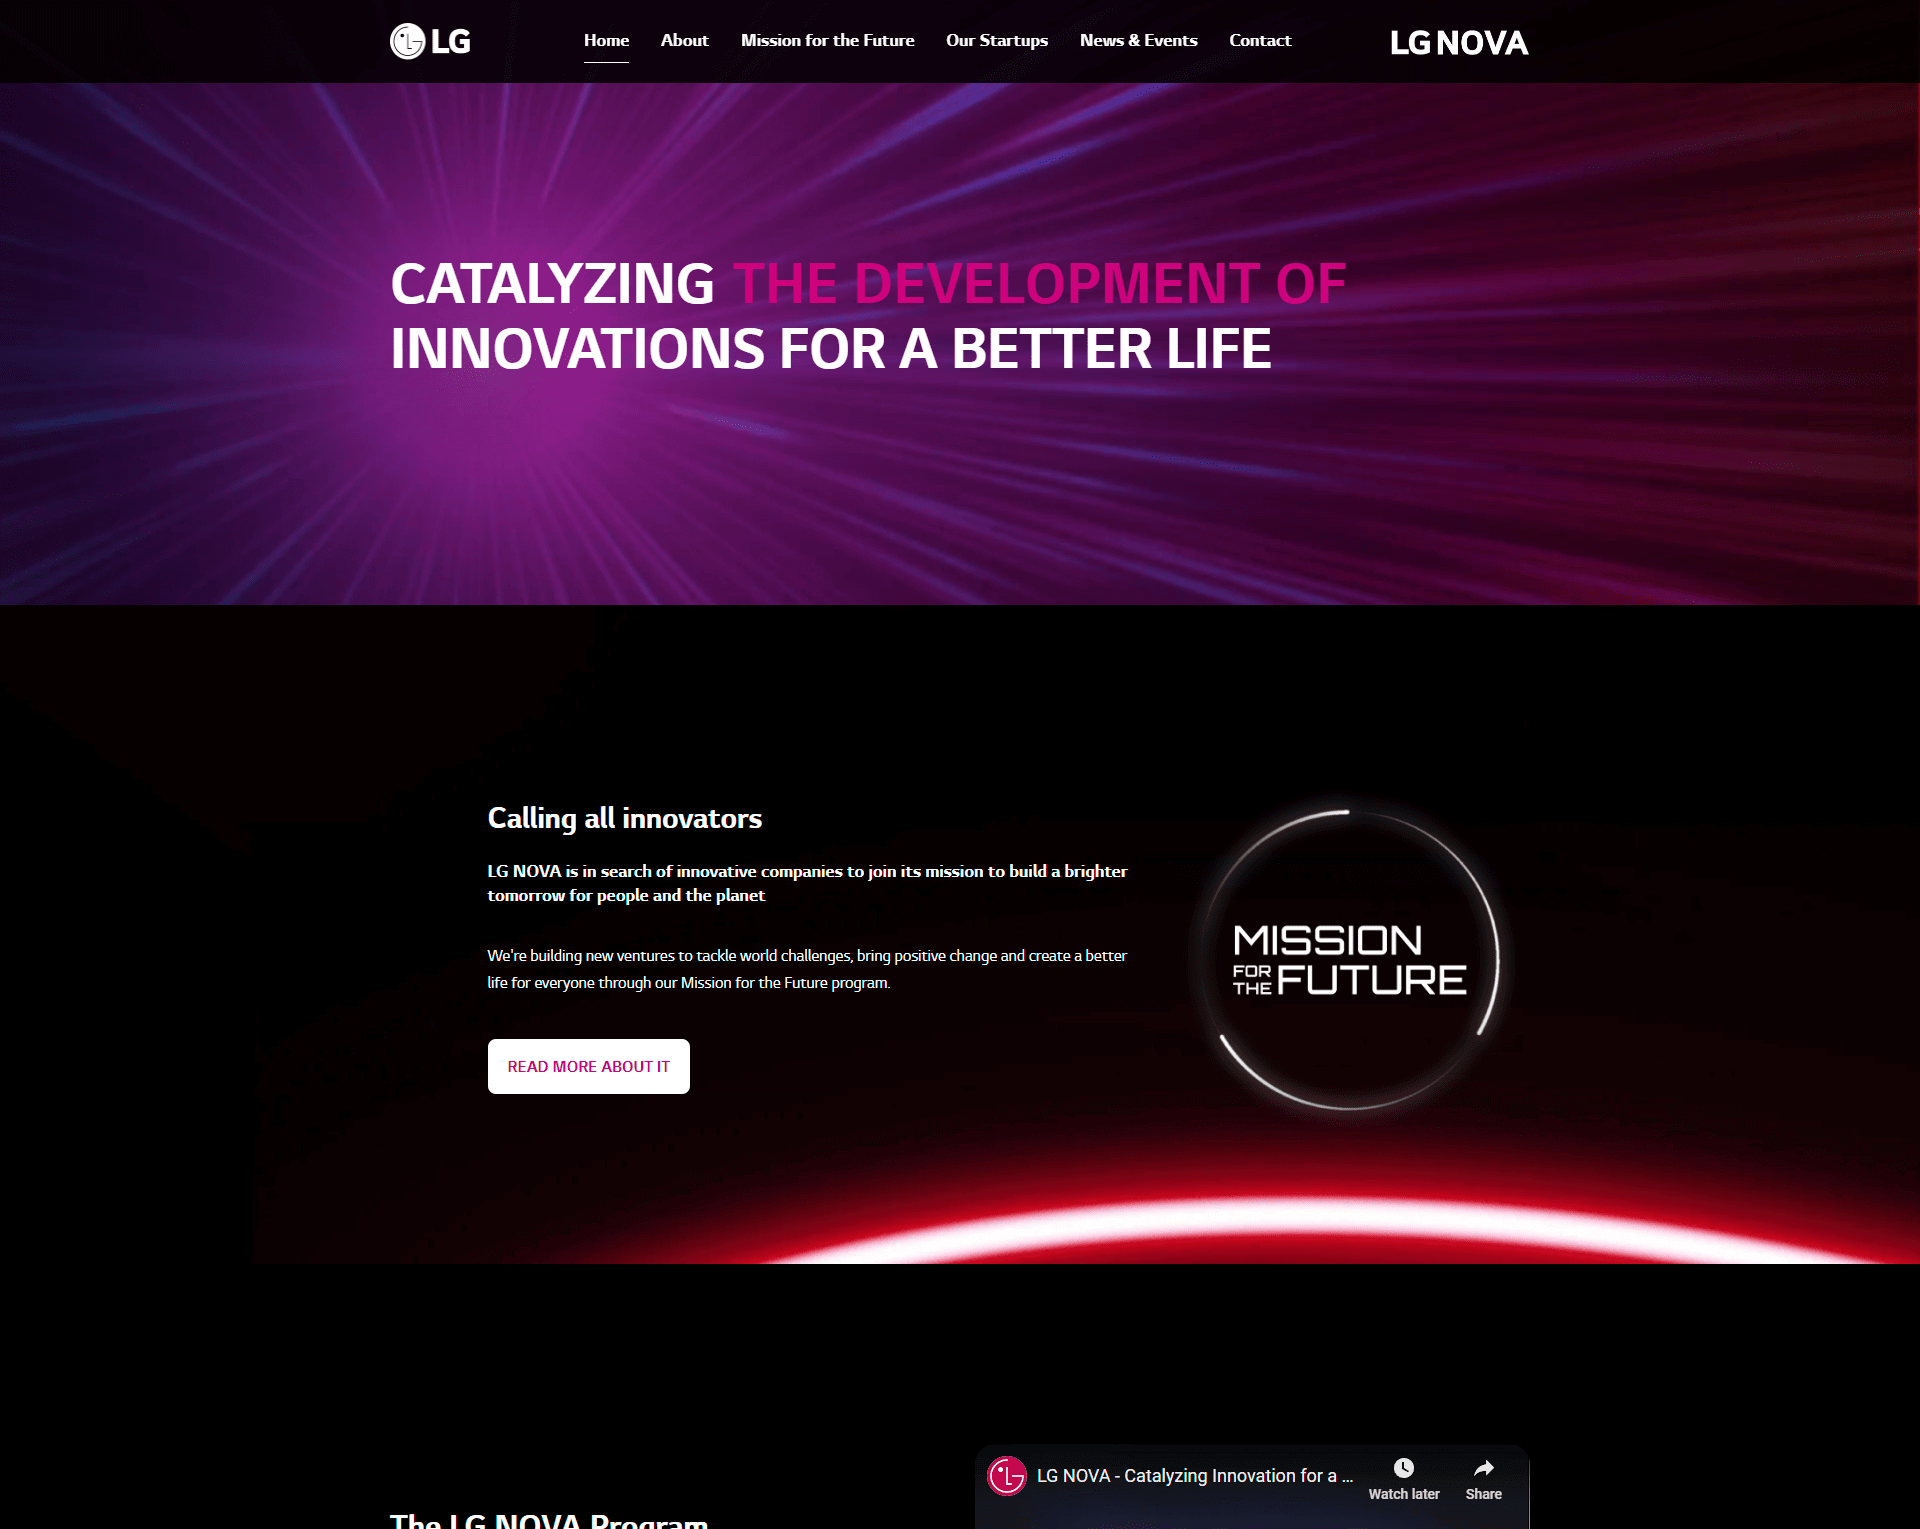 LG
Home About Mission for the Future Our Startups News & Events Contact
LG NOVA
CATALYZING THE DEVELOPMENT OF
INNOVATIONS FOR A BETTER LIFE
Calling all innovators
LG NOVA is in search of innovative companies to join its mission to build a brighter
tomorrow for people and the planet
We're building new ventures to tackle world challenges, bring positive change and create a better
life for everyone through our Mission for the Future program.
READ MORE ABOUT IT
MISSION
FOR THE FUTURE
LG NOVA - Catalyzing Innovation for a ...
Watch later
Share
The LG NOVA Program